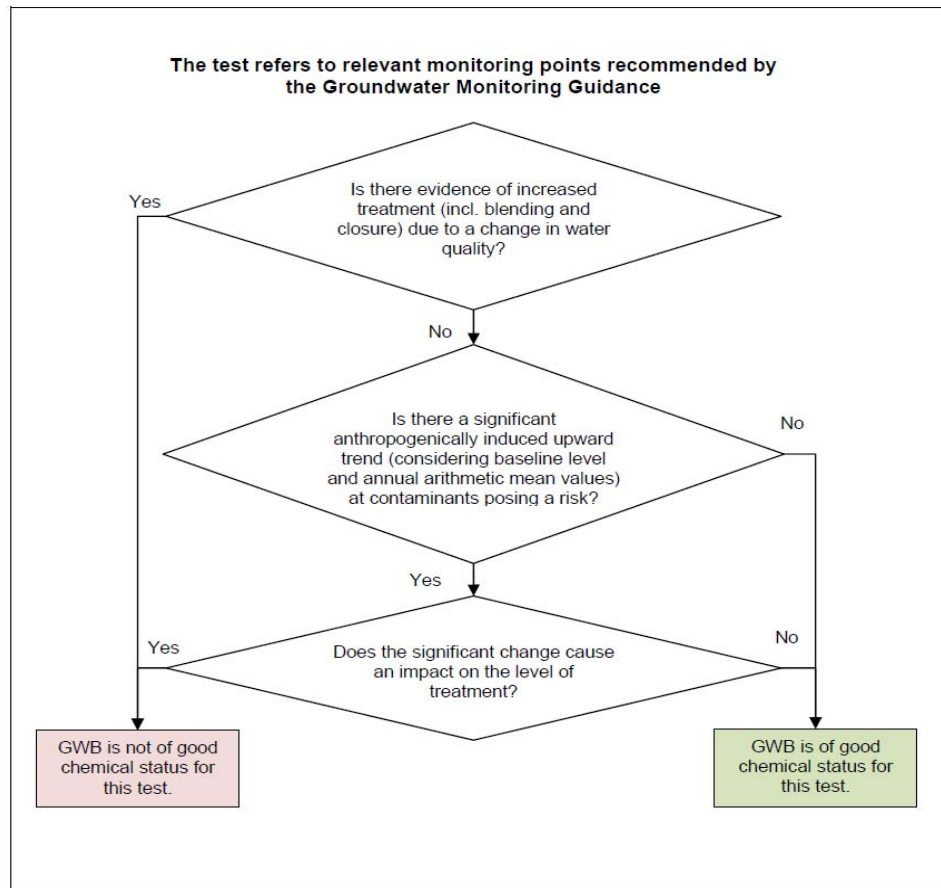 The test refers to relevant monitoring points recommended by
the Groundwater Monitoring Guidance
Yes
Is there evidence of increased
treatment (incl. blending and
closure) due to a change in water
quality?
No
Is there a significant
anthropogenically induced upward
trend (considering baseline level
and annual arithmetic mean values)
at contaminants posing a risk?
No
Yes
Yes
Does the significant change cause
an impact on the level of
treatment?
No
GWB is not of good
chemical status for
this test.
GWB is of good
chemical status for
this test.